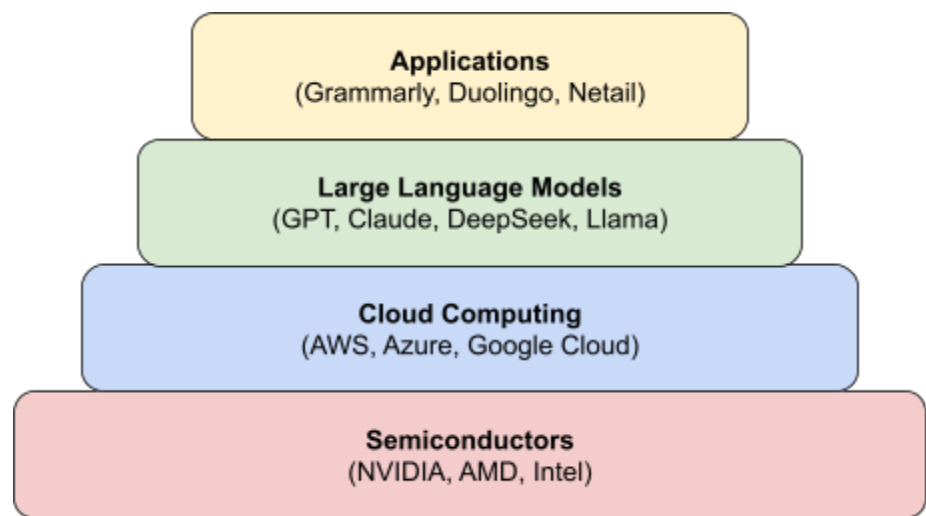 Applications
(Grammarly, Duolingo, Netail)
Large Language Models
(GPT, Claude, DeepSeek, Llama)
Cloud Computing
(AWS, Azure, Google Cloud)
Semiconductors
(NVIDIA, AMD, Intel)